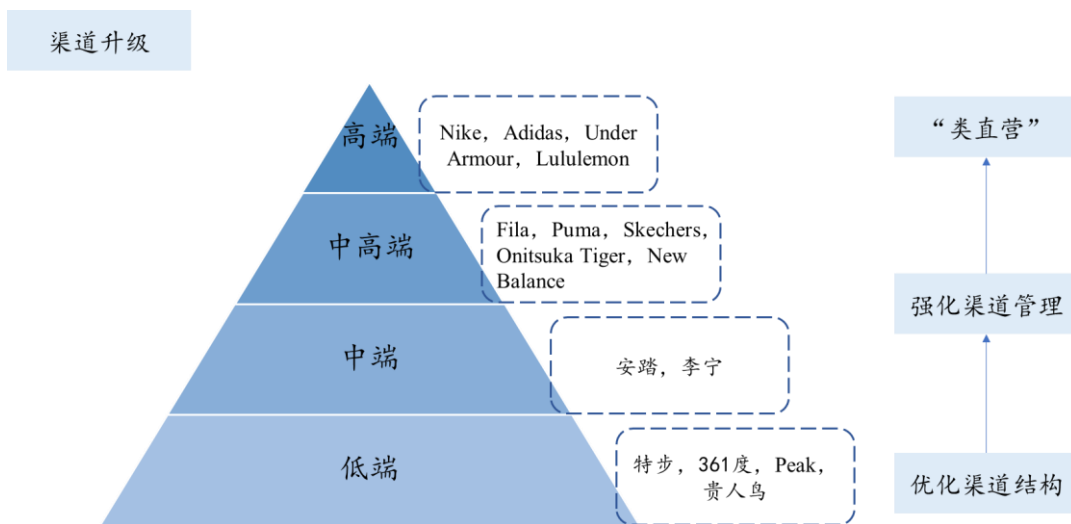 渠道升级
高端
Nike，Adidas，Under
Armour，Lululemon
“类直营”
中高端
Fila，Puma，Skechers，
Onitsuka Tiger，New
Balance
强化渠道管理
中端
安踏，李宁
低端
特步，361度，Peak，
贵人鸟
优化渠道结构